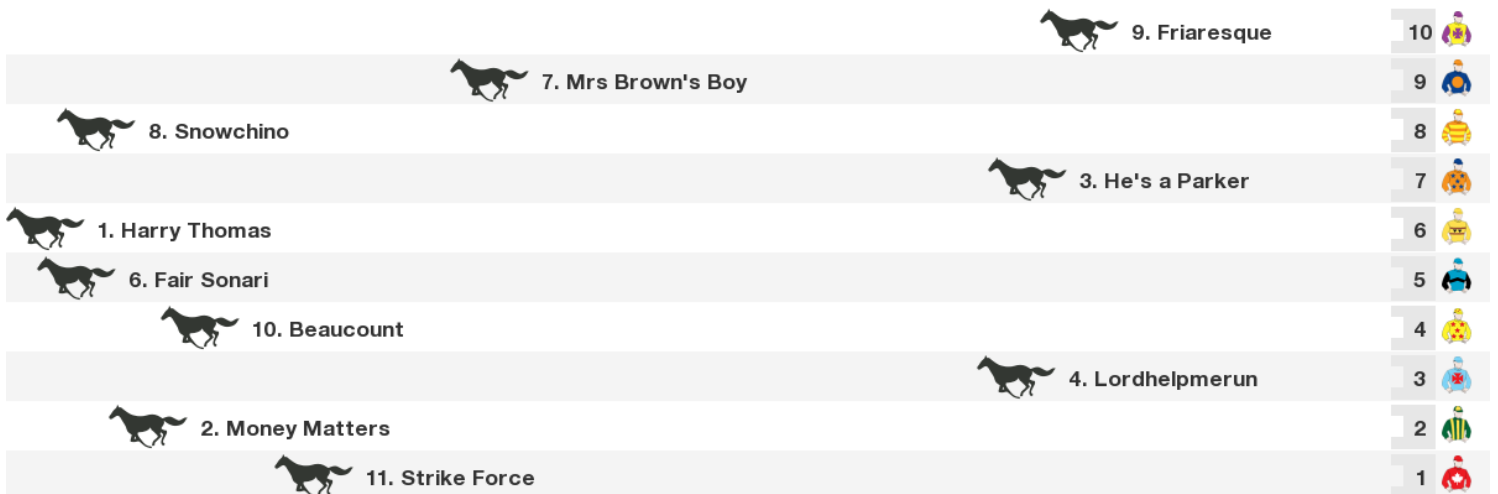 9. Friaresque 10
7. Mrs Brown's Boy 9
8. Snowchino 8
3. He's a Parker 7
1. Harry Thomas 6
6. Fair Sonari 5
10. Beaucount 4
4. Lordhelpmerun 3
2. Money Matters 2
11. Strike Force 1